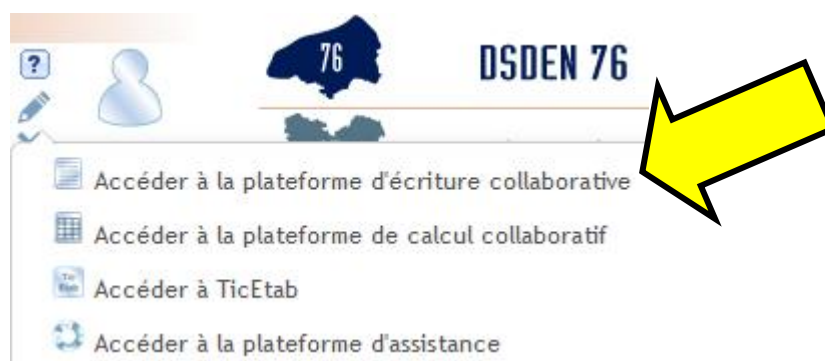 ?
76
DSDEN 76
Accéder à la plateforme d'écriture collaborative
Accéder à la plateforme de calcul collaboratif
Accéder à TicEtab
Accéder à la plateforme d'assistance